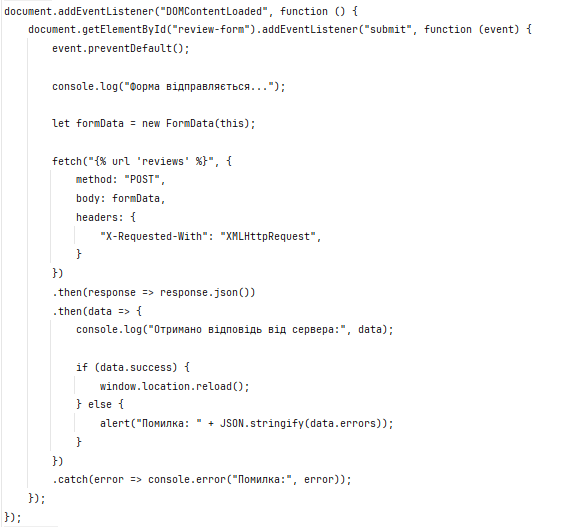 document.addEventListener("DOMContentLoaded", function () {
    document.getElementById("review-form").addEventListener("submit", function (event) {
        event.preventDefault();

        console.log("Форма відправляється...");

        let formData = new FormData(this);

        fetch("{% url 'reviews' %}", {
            method: "POST",
            body: formData,
            headers: {
                "X-Requested-With": "XMLHttpRequest",
            }
        })
        .then(response => response.json())
        .then(data => {
            console.log("Отримано відповідь від сервера:", data);

            if (data.success) {
                window.location.reload();
            } else {
                alert("Помилка: " + JSON.stringify(data.errors));
            }
        })
        .catch(error => console.error("Помилка:", error));
    });
});